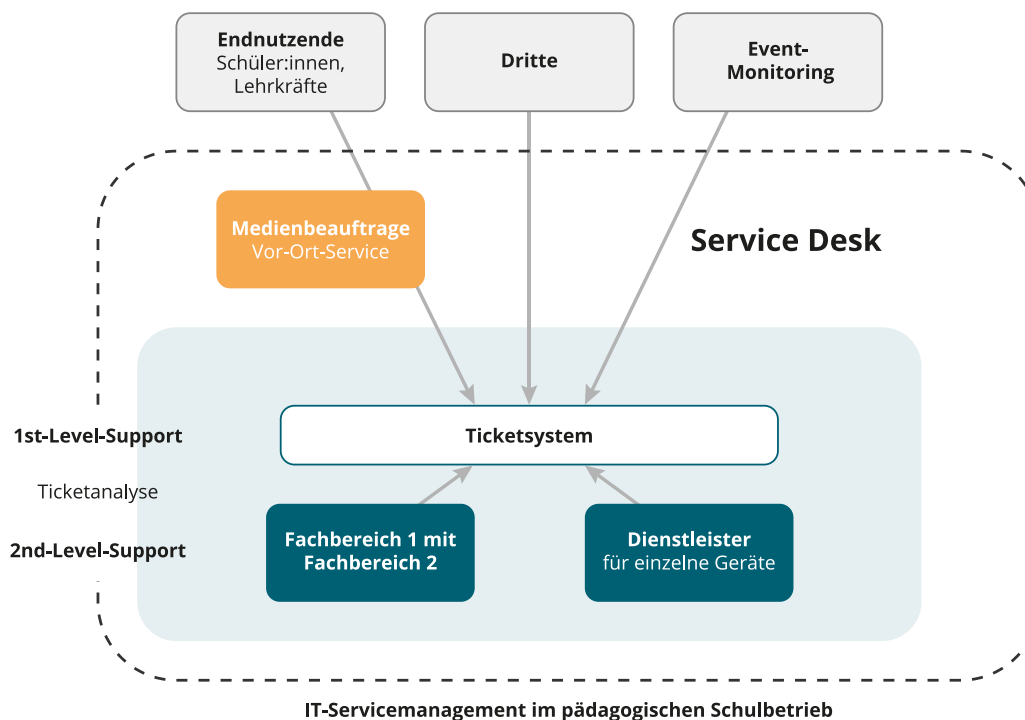 Endnutzende
Schüler:innen,
Lehrkräfte
Dritte
Event-
Monitoring
Medienbeauftrage
Vor-Ort-Service
Service Desk
1st-Level-Support
Ticketsystem
Ticketanalyse
2nd-Level-Support
Fachbereich 1 mit
Fachbereich 2
Dienstleister
für einzelne Geräte
IT-Servicemanagement im pädagogischen Schulbetrieb